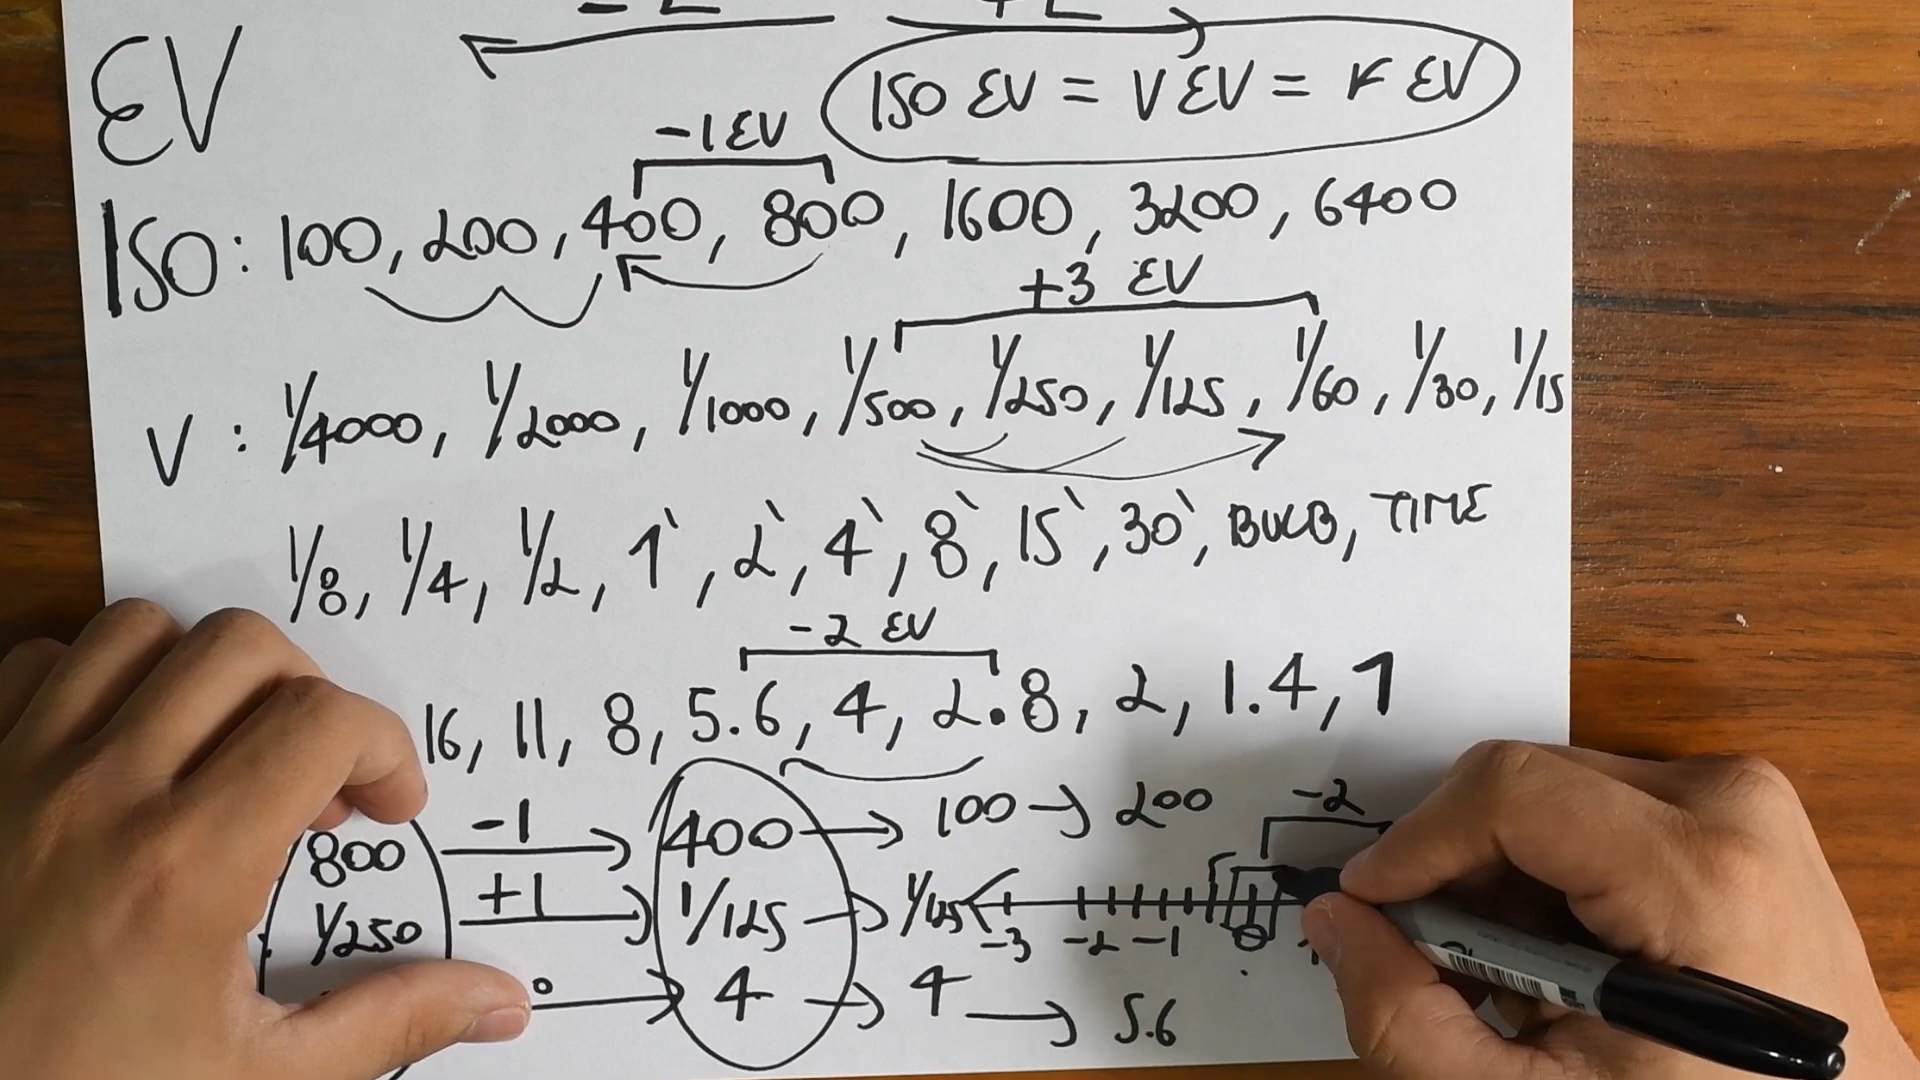 EV
ISO EV = V EV = F EV
-1 EV
ISO: 100, 200, 400, 800, 1600, 3200, 6400
+3 EV
V: 1/4000, 1/2000, 1/1000, 1/500, 1/250, 1/125, 1/60, 1/30, 1/15
1/8, 1/4, 1/2, 1`, 2`, 4`, 8`, 15`, 30`, BULB, TIME
-2 EV
16, 11, 8, 5.6, 4, 2.8, 2, 1.4, 1
800 -1 400 100 200 -2
1/250 +1 1/125 1/125
-3 -2 -1 0
0 4 4 5.6